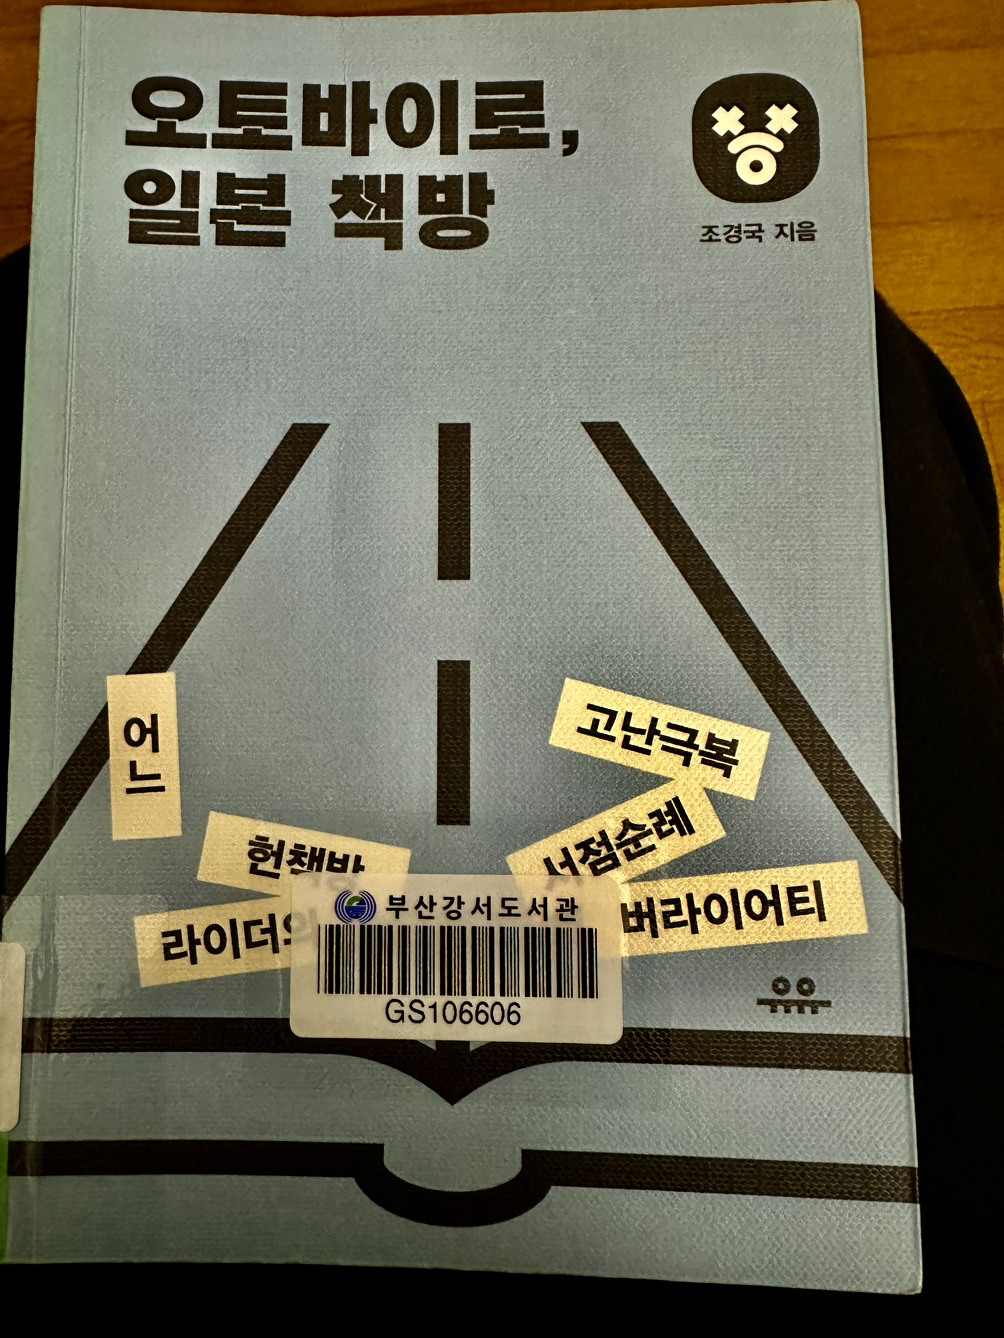 오토바이로,
일본 책방
조경국 지음
어느
헌책방
라이더의
고난극복
서점순례
버라이어티
부산강서도서관
GS106606
유유